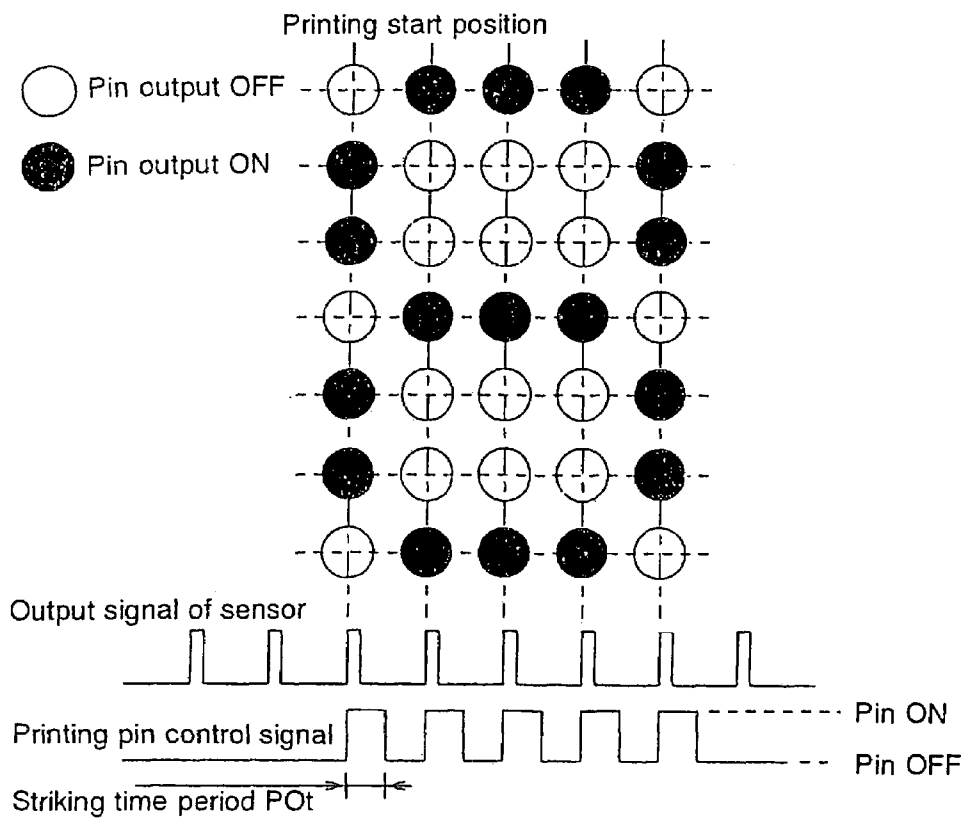 Printing start position
Pin output OFF
Pin output ON
Output signal of sensor
Pin ON
Printing pin control signal
Pin OFF
Striking time period POt